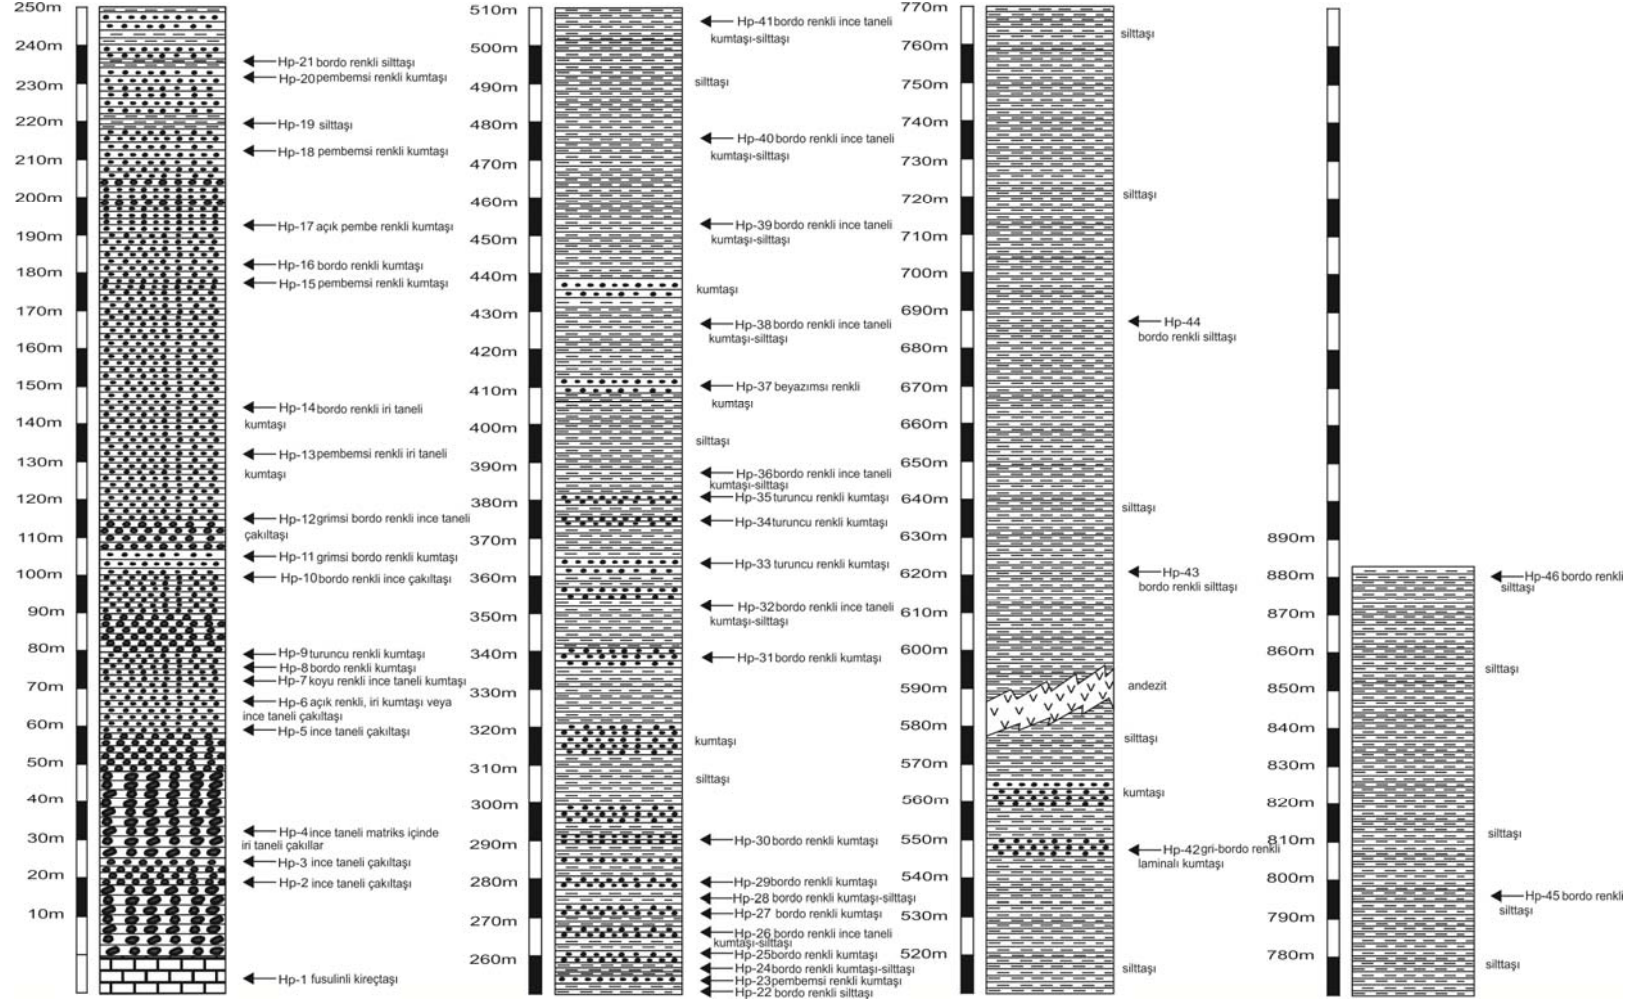 250m
240m
230m
220m
210m
200m
190m
180m
170m
160m
150m
140m
130m
120m
110m
100m
90m
80m
70m
60m
50m
40m
30m
20m
10m
Hp-21 bordo renkli silttaşı
Hp-20 pembemsi renkli kumtaşı
Hp-19 silttaşı
Hp-18 pembemsi renkli kumtaşı
Hp-17 açık pembe renkli kumtaşı
Hp-16 bordo renkli kumtaşı
Hp-15 pembemsi renkli kumtaşı
Hp-14 bordo renkli iri taneli
kumtaşı
Hp-13 pembemsi renkli iri taneli
kumtaşı
Hp-12 grimsi bordo renkli ince taneli
çakıltaşı
Hp-11 grimsi bordo renkli kumtaşı
Hp-10 bordo renkli ince çakıltaşı
Hp-9 turuncu renkli kumtaşı
Hp-8 bordo renkli kumtaşı
Hp-7 koyu renkli ince taneli kumtaşı
Hp-6 açık renkli, iri kumtaşı veya
ince taneli çakıltaşı
Hp-5 ince taneli çakıltaşı
Hp-4 ince taneli matriks içinde
iri taneli çakıllar
Hp-3 ince taneli çakıltaşı
Hp-2 ince taneli çakıltaşı
Hp-1 fusulinli kireçtaşı
510m
500m
490m
480m
470m
460m
450m
440m
430m
420m
410m
400m
390m
380m
370m
360m
350m
340m
330m
320m
310m
300m
290m
280m
270m
260m
Hp-41 bordo renkli ince taneli
kumtaşı-silttaşı
silttaşı
Hp-40 bordo renkli ince taneli
kumtaşı-silttaşı
Hp-39 bordo renkli ince taneli
kumtaşı-silttaşı
kumtaşı
Hp-38 bordo renkli ince taneli
kumtaşı-silttaşı
Hp-37 beyazımsı renkli
kumtaşı
silttaşı
Hp-36 bordo renkli ince taneli
kumtaşı-silttaşı
Hp-35 turuncu renkli kumtaşı
Hp-34 turuncu renkli kumtaşı
Hp-33 turuncu renkli kumtaşı
Hp-32 bordo renkli ince taneli
kumtaşı-silttaşı
Hp-31 bordo renkli kumtaşı
kumtaşı
silttaşı
Hp-30 bordo renkli kumtaşı
Hp-29 bordo renkli kumtaşı
Hp-28 bordo renkli kumtaşı-silttaşı
Hp-27 bordo renkli kumtaşı
Hp-26 bordo renkli ince taneli
kumtaşı-silttaşı
Hp-25 bordo renkli kumtaşı
Hp-24 bordo renkli kumtaşı-silttaşı
Hp-23 pembemsi renkli kumtaşı
Hp-22 bordo renkli silttaşı
770m
760m
750m
740m
730m
720m
710m
700m
690m
680m
670m
660m
650m
640m
630m
620m
610m
600m
590m
580m
570m
560m
550m
540m
530m
520m
silttaşı
silttaşı
Hp-44
bordo renkli silttaşı
silttaşı
Hp-43
bordo renkli silttaşı
andezit
silttaşı
kumtaşı
Hp-42 gri-bordo renkli
laminalı kumtaşı
silttaşı
890m
880m
870m
860m
850m
840m
830m
820m
810m
800m
790m
780m
Hp-46 bordo renkli
silttaşı
silttaşı
silttaşı
Hp-45 bordo renkli
silttaşı
silttaşı